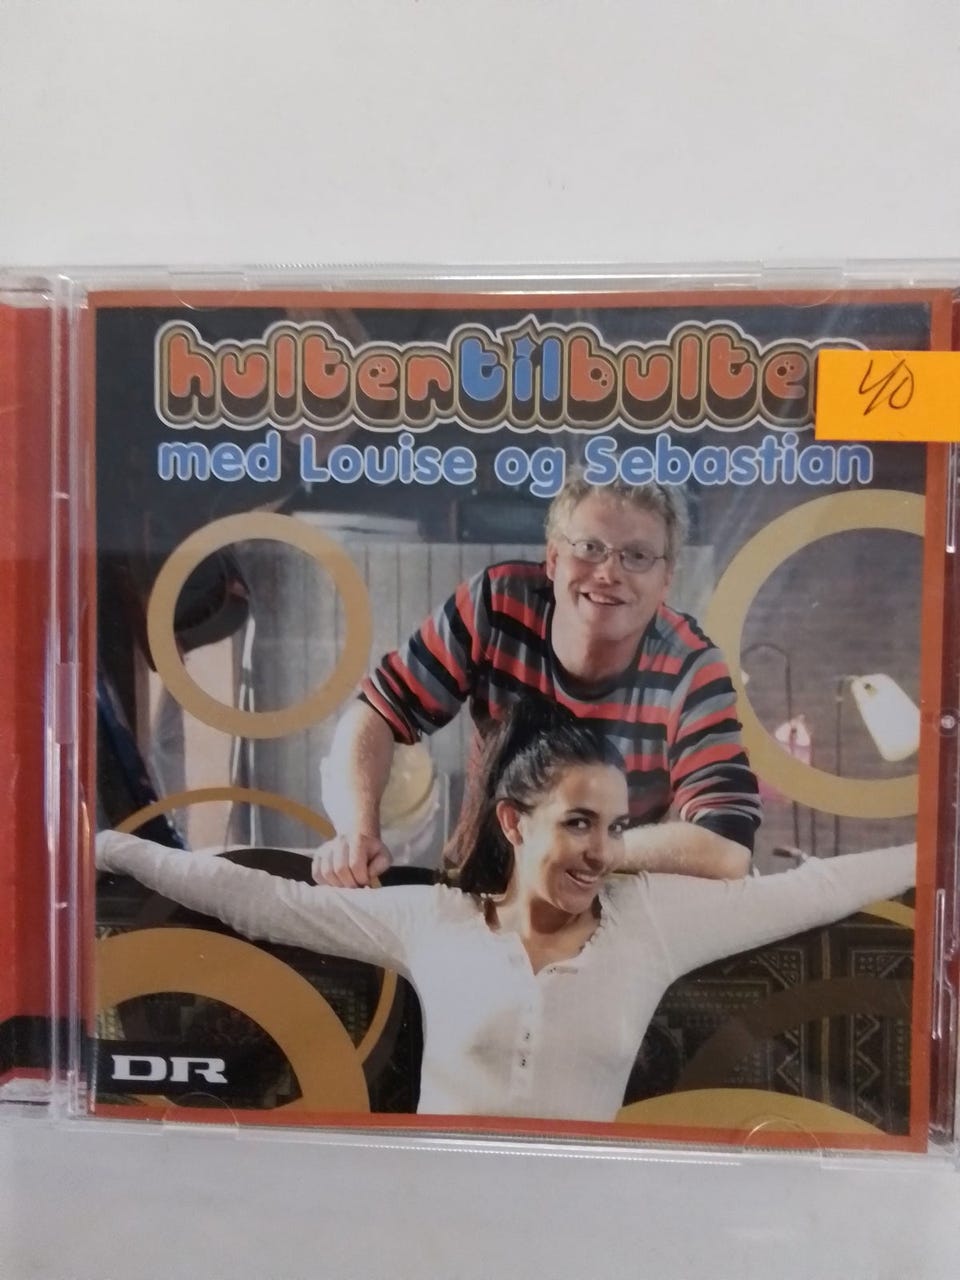 hultertilbulter
40
med Louise og Sebastian
DR